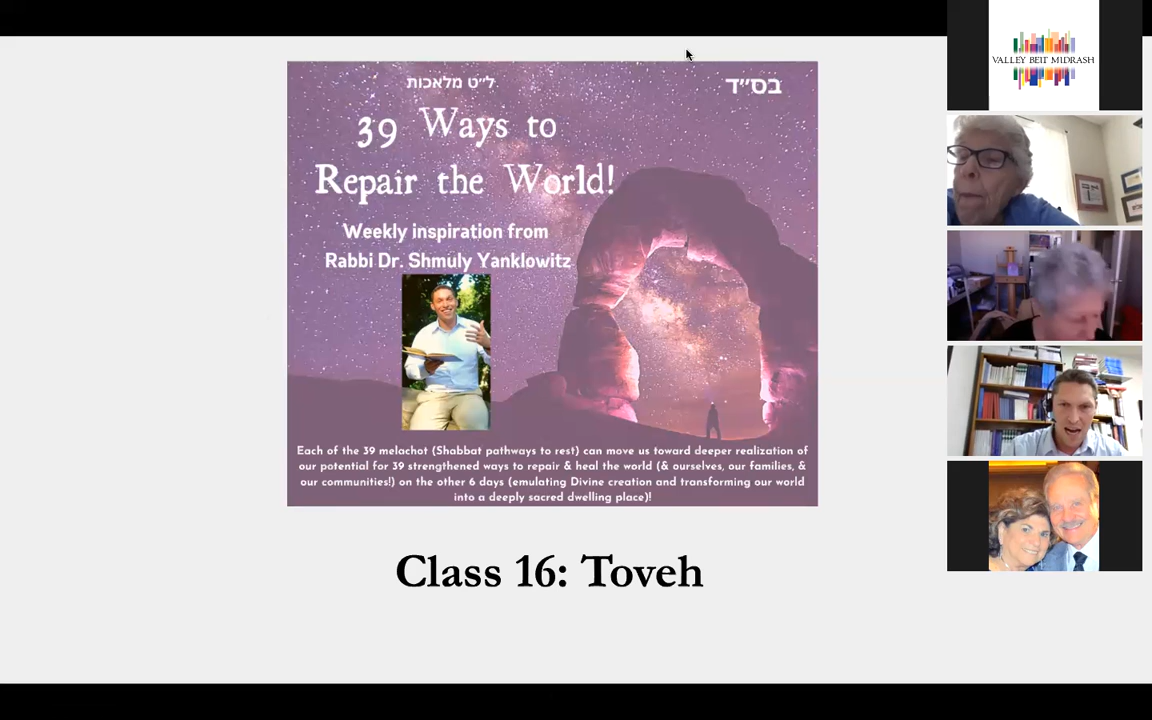 ל״ט מלאכות
בס״ד
39 Ways to
Repair the World!
Weekly inspiration from
Rabbi Dr. Shmuly Yanklowitz
Each of the 39 melachot (Shabbat pathways to rest) can move us toward deeper realization of
our potential for 39 strengthened ways to repair & heal the world (& ourselves, our families, &
our communities!) on the other 6 days (emulating Divine creation and transforming our world
into a deeply sacred dwelling place)!
Class 16: Toveh
VALLEY BEIT MIDRASH